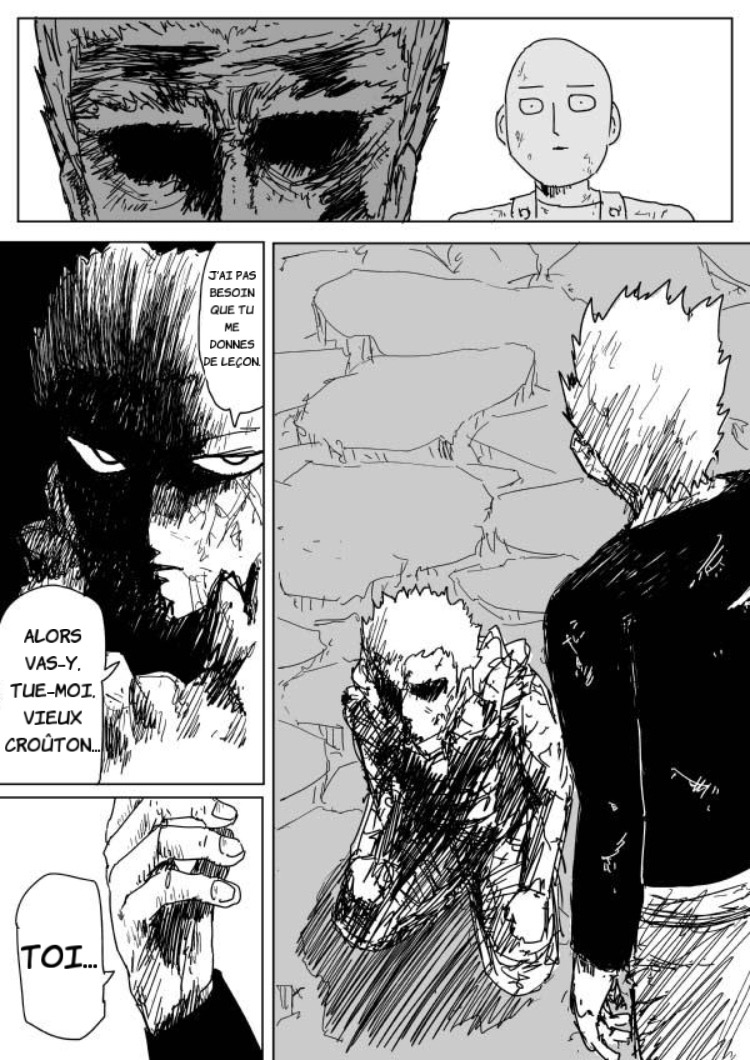 J'AI PAS
BESOIN
QUE TU
ME
DONNES
DE LEÇON.
ALORS
VAS-Y,
TUE-MOI,
VIEUX
CROÛTON...
TOI...